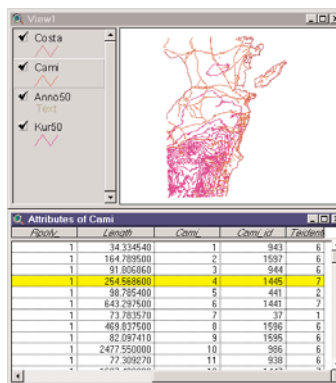 View1
Costa
Cami
Anno50
Text
Kur50
Attributes of Cami
Rpoly_ Length Cami_ Cami_id Teident
1 34.334540 1 943 6
1 164.789500 2 1597 6
1 91.806860 3 944 6
1 254.568600 4 1445 7
1 98.785400 5 441 2
1 643.297500 6 1441 7
1 73.783570 7 37 1
1 469.837500 8 1596 6
1 82.097410 9 1595 6
1 2477.550000 10 986 6
1 77.309270 11 938 6